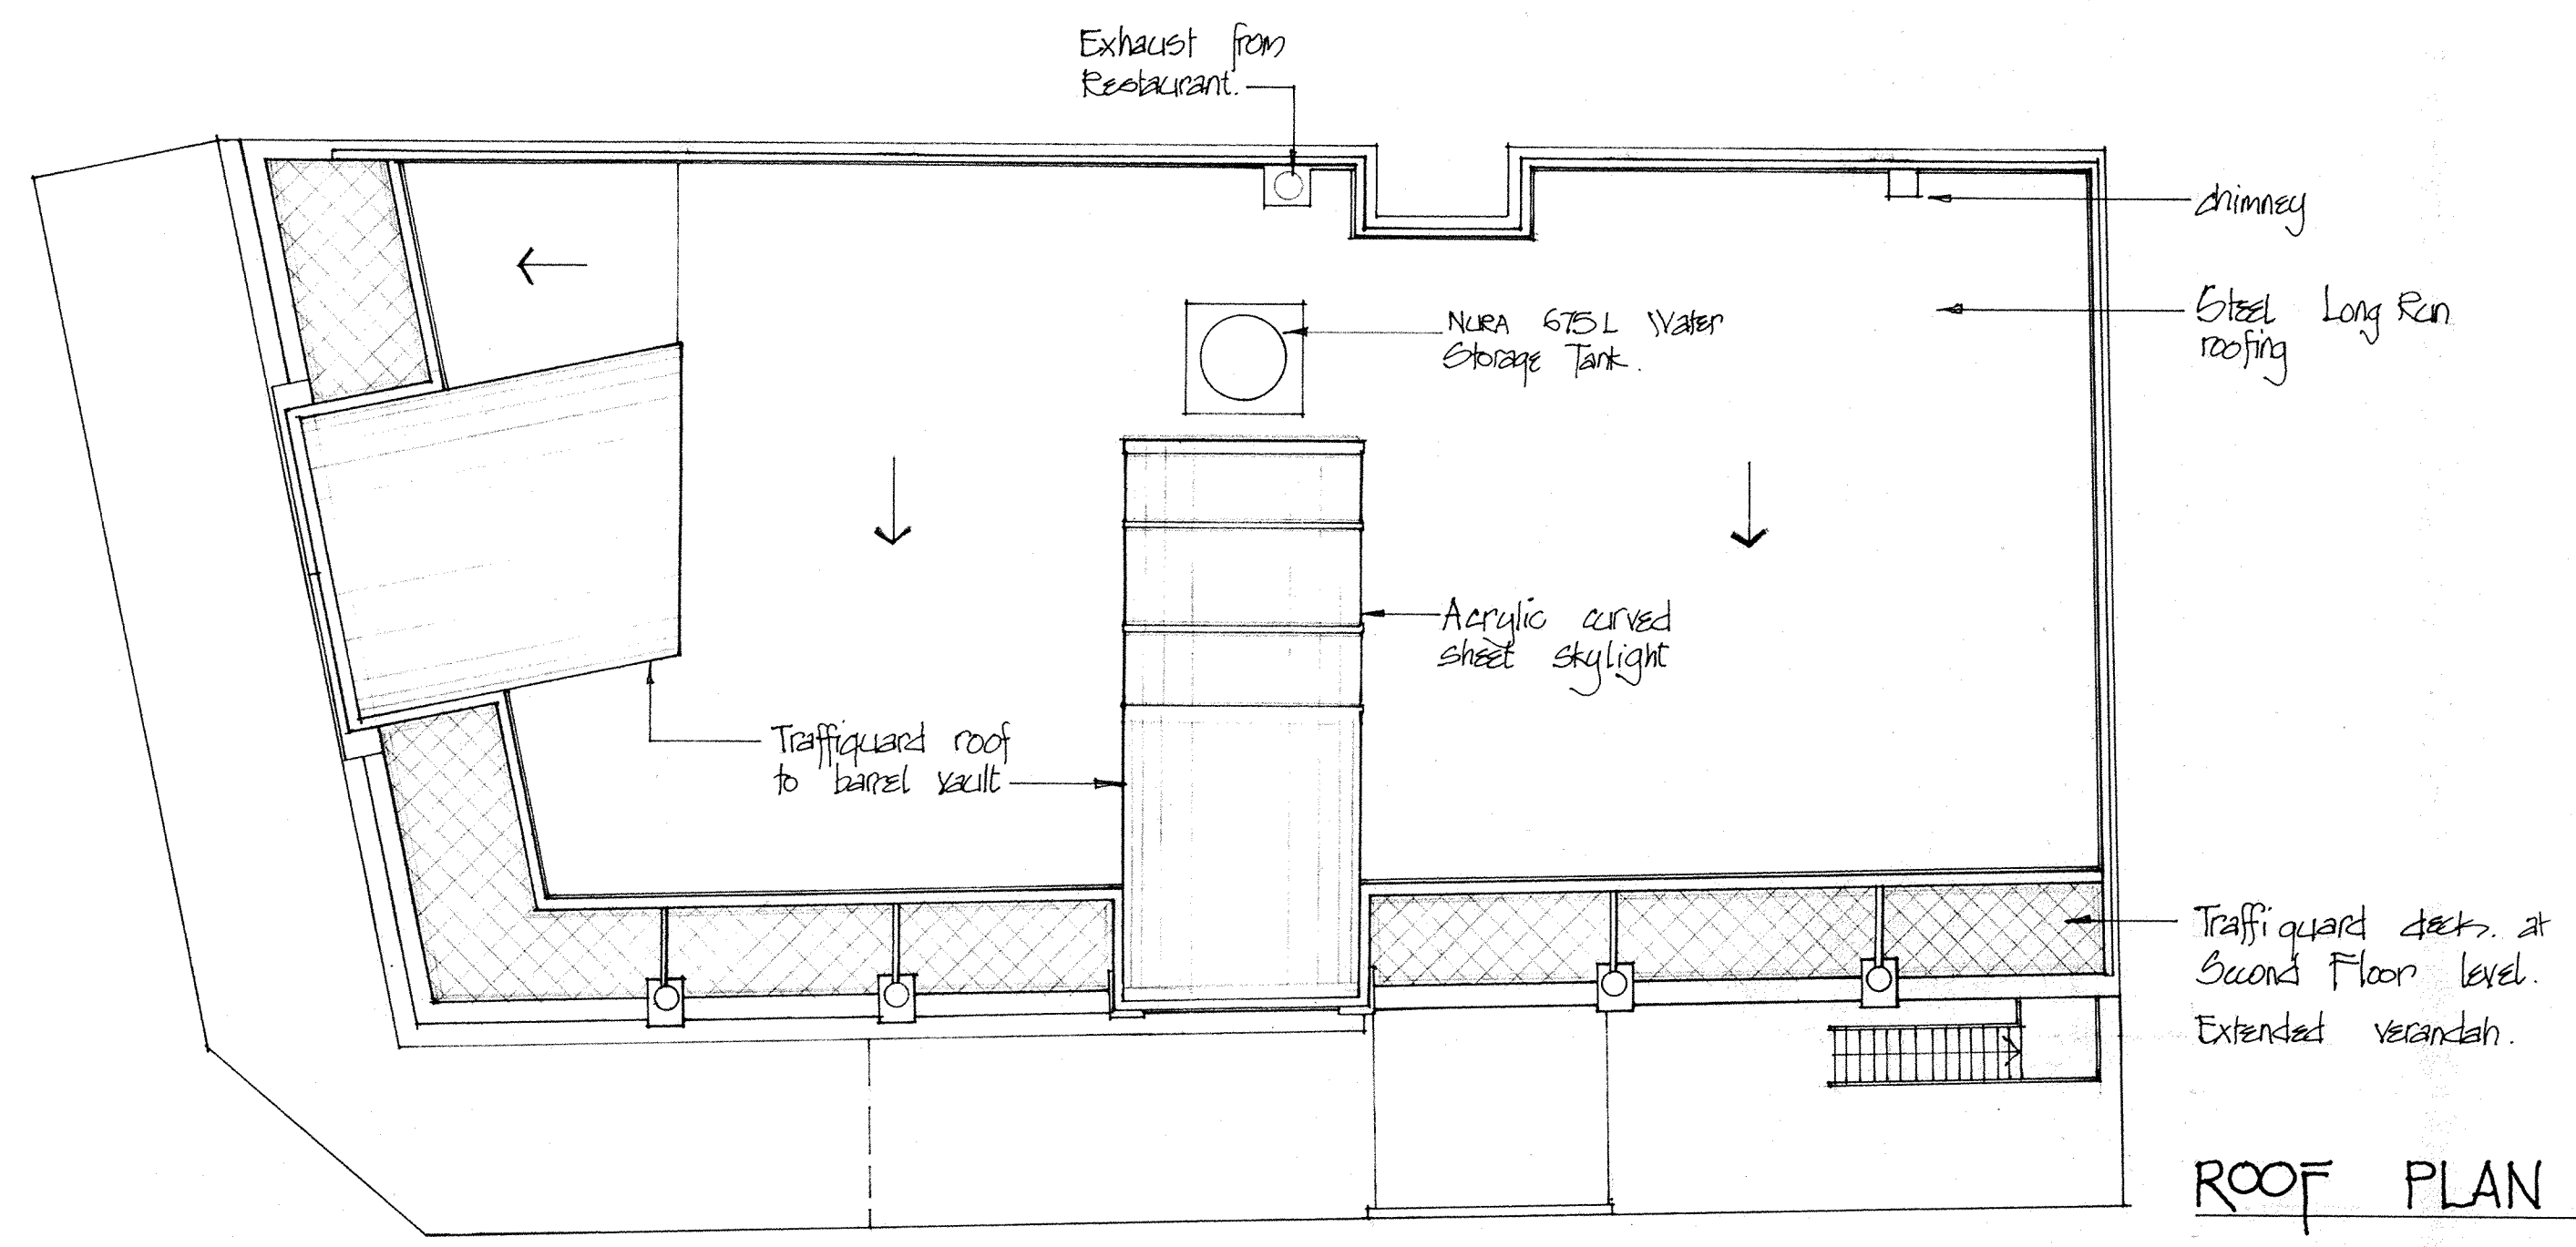 Exhaust from
Restaurant.
chimney
Steel Long Run
roofing
NURA 675L Water
Storage Tank.
Acrylic curved
sheet skylight
Traffiguard roof
to barrel vault
Traffiguard deck. at
Second Floor level.
Extended verandah.
ROOF PLAN